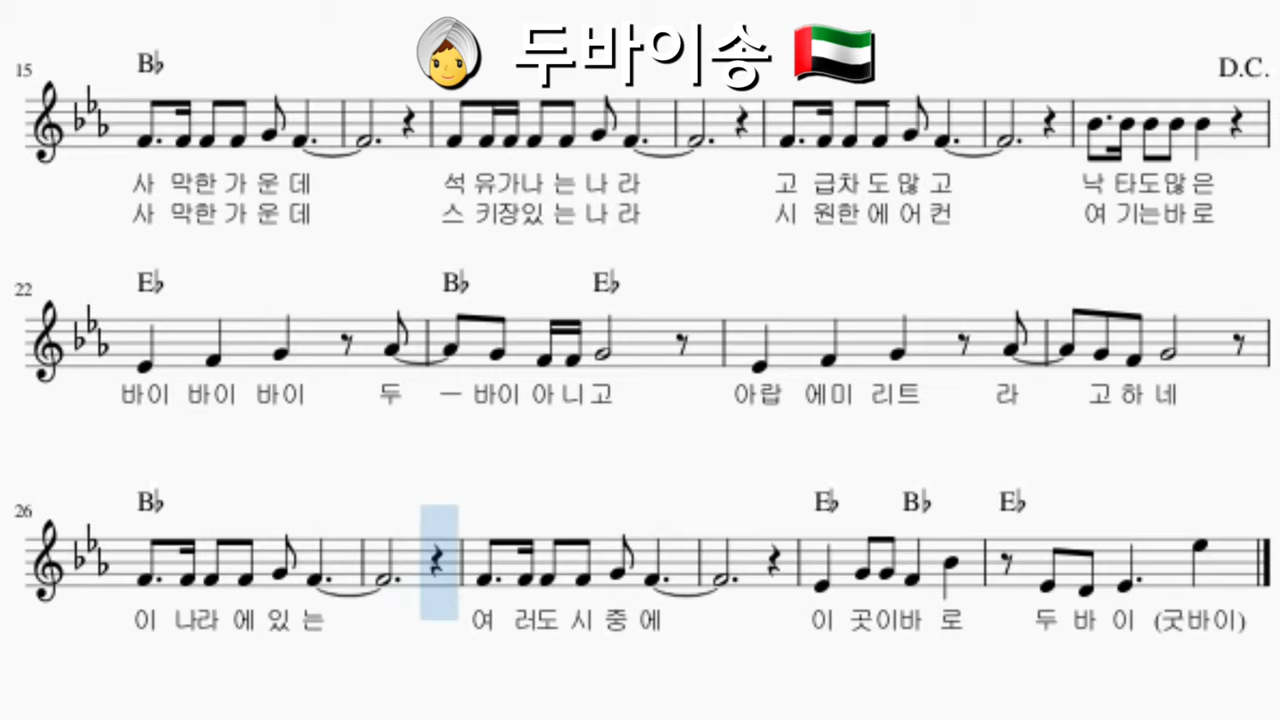 두바이송
15 B♭ D.C.
사 막한 가 운 데 석 유가나 는 나 라 고 급차 도 많 고 낙 타도많 은
사 막한 가 운 데 스 키장있 는 나 라 시 원한 에 어 컨 여 기는바 로
22 E♭ B♭ E♭
바이 바이 바이 두 ㅡ 바이 아 니 고 아랍 에미 리트 라 고 하 네
26 B♭ E♭ B♭ E♭
이 나라 에 있 는 여 러도 시 중 에 이 곳이바 로 두 바 이 (굿바이)